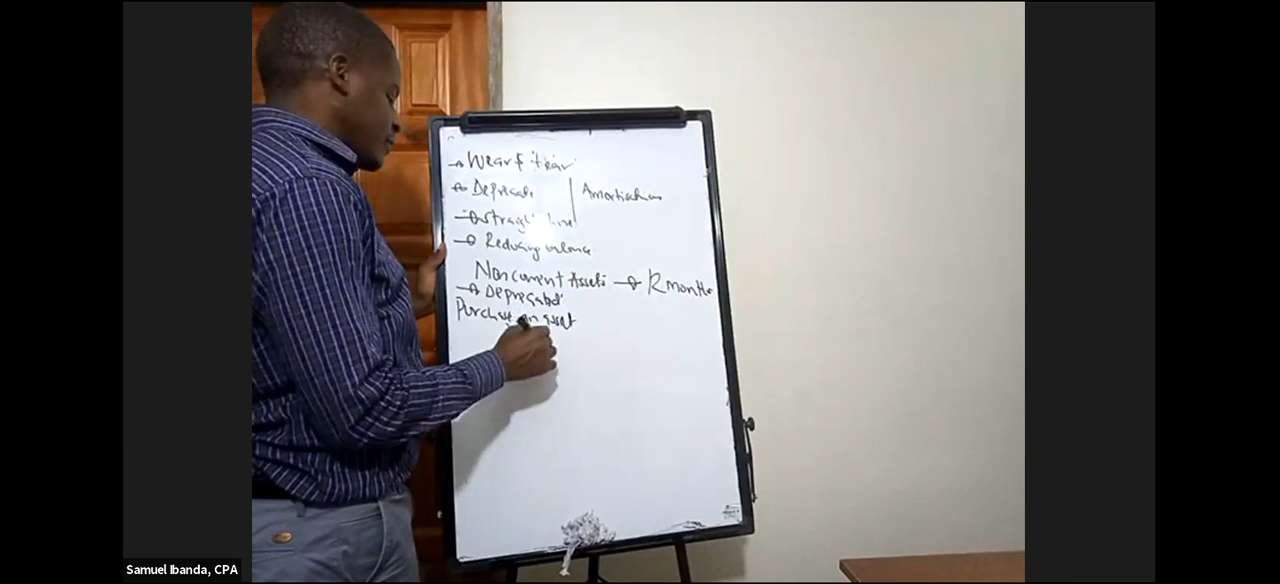 → Wear & tear
→ Depreciate | Amortisation
→ Straight line
→ Reducing balance
Non current Assets → 12 months
→ Depreciated
Purchase an asset
Samuel Ibanda, CPA